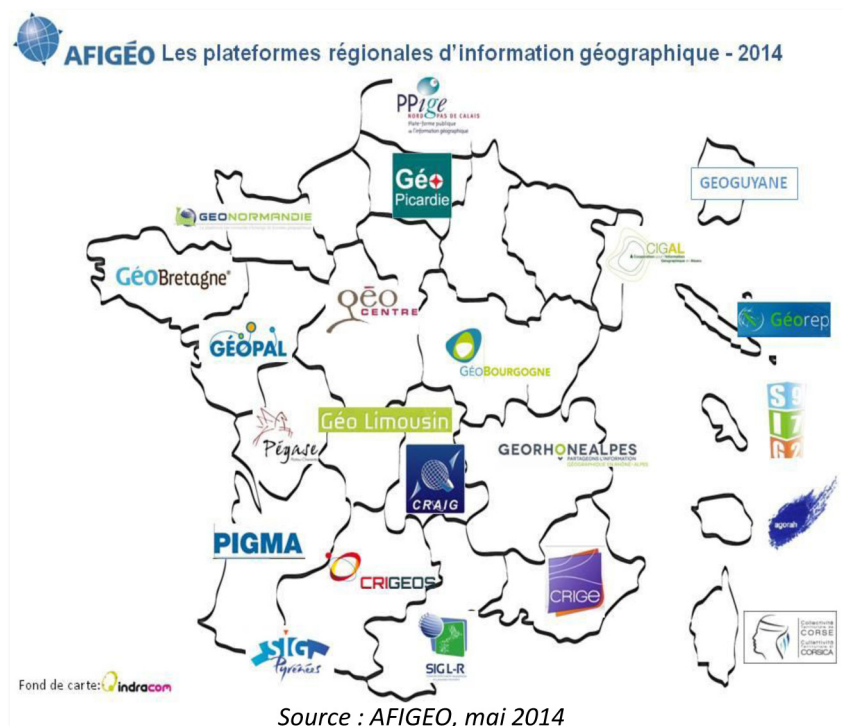 AFIGÉO Les plateformes régionales d'information géographique - 2014
PPige
NORD PAS DE CALAIS
Plate-forme publique
de l'information géographique
Géo
Picardie
GEOGUYANE
GEONORMANDIE
CIGAL
GéoBretagne
géo
CENTRE
Géorep
GÉOPAL
GÉOBOURGOGNE
S 9
I 7
G 2
Géo Limousin
Pégase
GEORHONEALPES
PARTAGEONS L'INFORMATION
GÉOGRAPHIQUE EN RHÔNE-ALPES
CRAIG
agorah
PIGMA
CRIGEOS
CRIGE
Collectivité
Territoriale de
CORSE
Cullettività
Territuriale di
CORSICA
SIG
Pyrénées
SIG L-R
Fond de carte: indracom
Source : AFIGEO, mai 2014